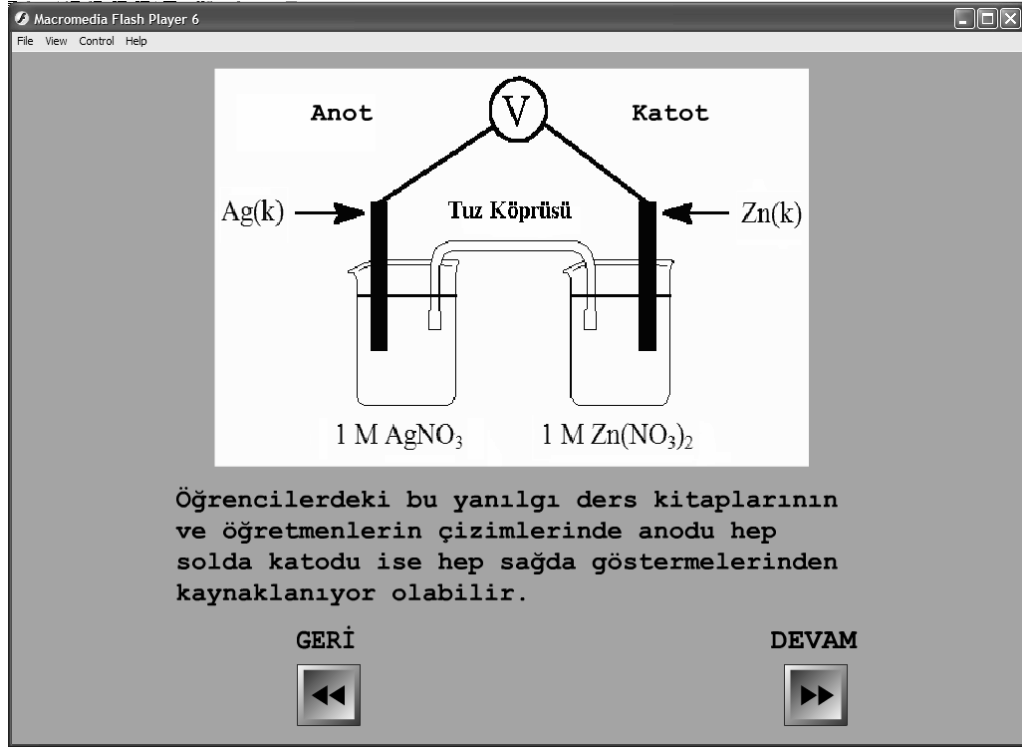 Macromedia Flash Player 6
File View Control Help
Anot V Katot
Ag(k) Tuz Köprüsü Zn(k)
1 M AgNO₃ 1 M Zn(NO₃)₂
Öğrencilerdeki bu yanılgı ders kitaplarının
ve öğretmenlerin çizimlerinde anodu hep
solda katodu ise hep sağda göstermelerinden
kaynaklanıyor olabilir.
GERİ DEVAM